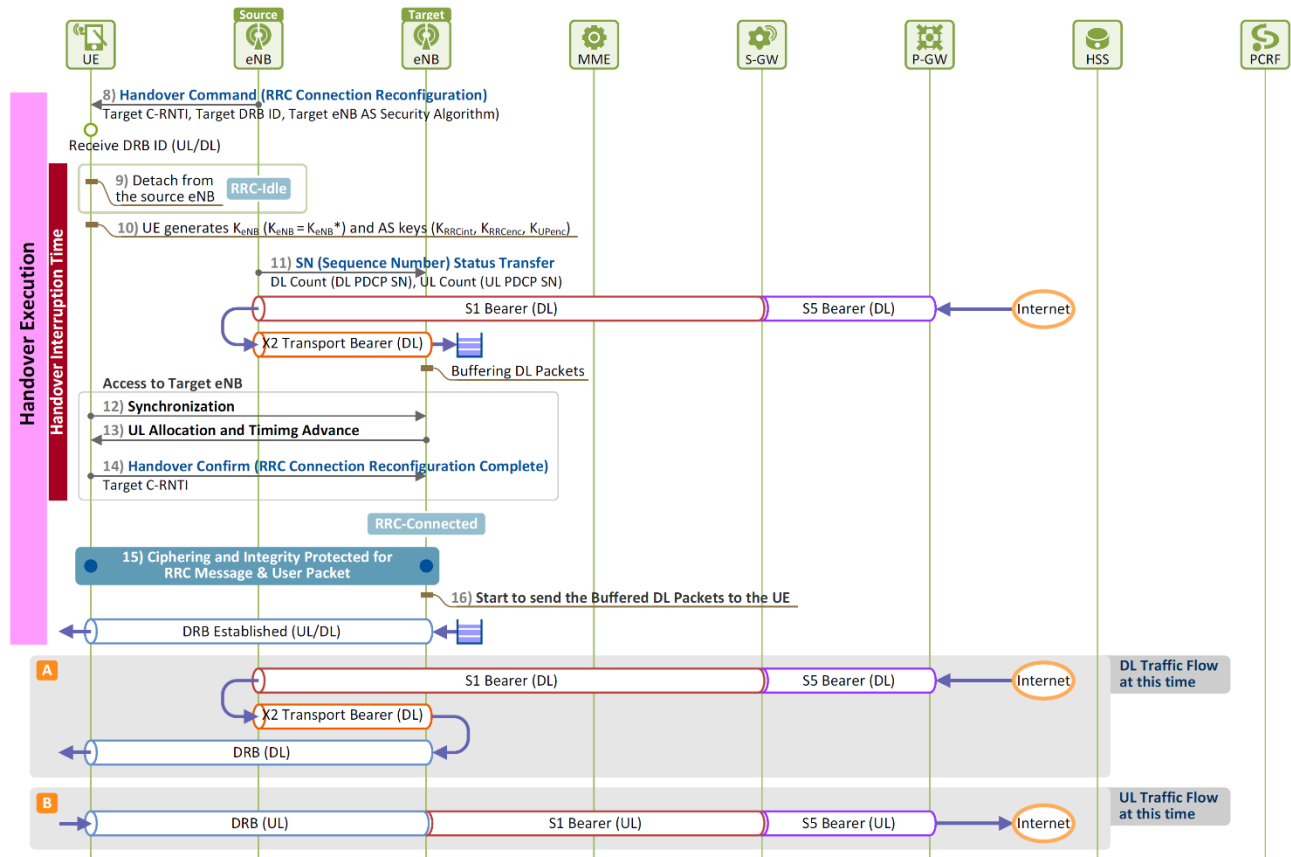 Source
Target
UE
eNB
eNB
MME
S-GW
P-GW
HSS
PCRF
8) Handover Command (RRC Connection Reconfiguration)
Target C-RNTI, Target DRB ID, Target eNB AS Security Algorithm)
Receive DRB ID (UL/DL)
Handover Execution
Handover Interruption Time
9) Detach from
the source eNB
RRC-Idle
10) UE generates KeNB (KeNB = KeNB*) and AS keys (KRRCint, KRRCenc, KUPenc)
11) SN (Sequence Number) Status Transfer
DL Count (DL PDCP SN), UL Count (UL PDCP SN)
S1 Bearer (DL)
S5 Bearer (DL)
Internet
X2 Transport Bearer (DL)
Buffering DL Packets
Access to Target eNB
12) Synchronization
13) UL Allocation and Timimg Advance
14) Handover Confirm (RRC Connection Reconfiguration Complete)
Target C-RNTI
RRC-Connected
15) Ciphering and Integrity Protected for
RRC Message & User Packet
16) Start to send the Buffered DL Packets to the UE
DRB Established (UL/DL)
A
S1 Bearer (DL)
S5 Bearer (DL)
Internet
DL Traffic Flow
at this time
X2 Transport Bearer (DL)
DRB (DL)
B
DRB (UL)
S1 Bearer (UL)
S5 Bearer (UL)
Internet
UL Traffic Flow
at this time